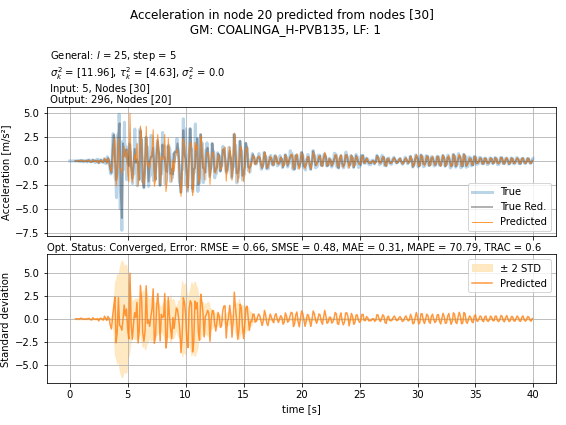 Acceleration in node 20 predicted from nodes [30]
GM: COALINGA_H-PVB135, LF: 1
General: l = 25, step = 5
σ²ₖ = [11.96], τ²ₖ = [4.63], σ²ε = 0.0
Input: 5, Nodes [30]
Output: 296, Nodes [20]
Acceleration [m/s²]
5.0
2.5
0.0
−2.5
−5.0
−7.5
True
True Red.
Predicted
Opt. Status: Converged, Error: RMSE = 0.66, SMSE = 0.48, MAE = 0.31, MAPE = 70.79, TRAC = 0.6
Standard deviation
5.0
2.5
0.0
−2.5
−5.0
± 2 STD
Predicted
0 5 10 15 20 25 30 35 40
time [s]